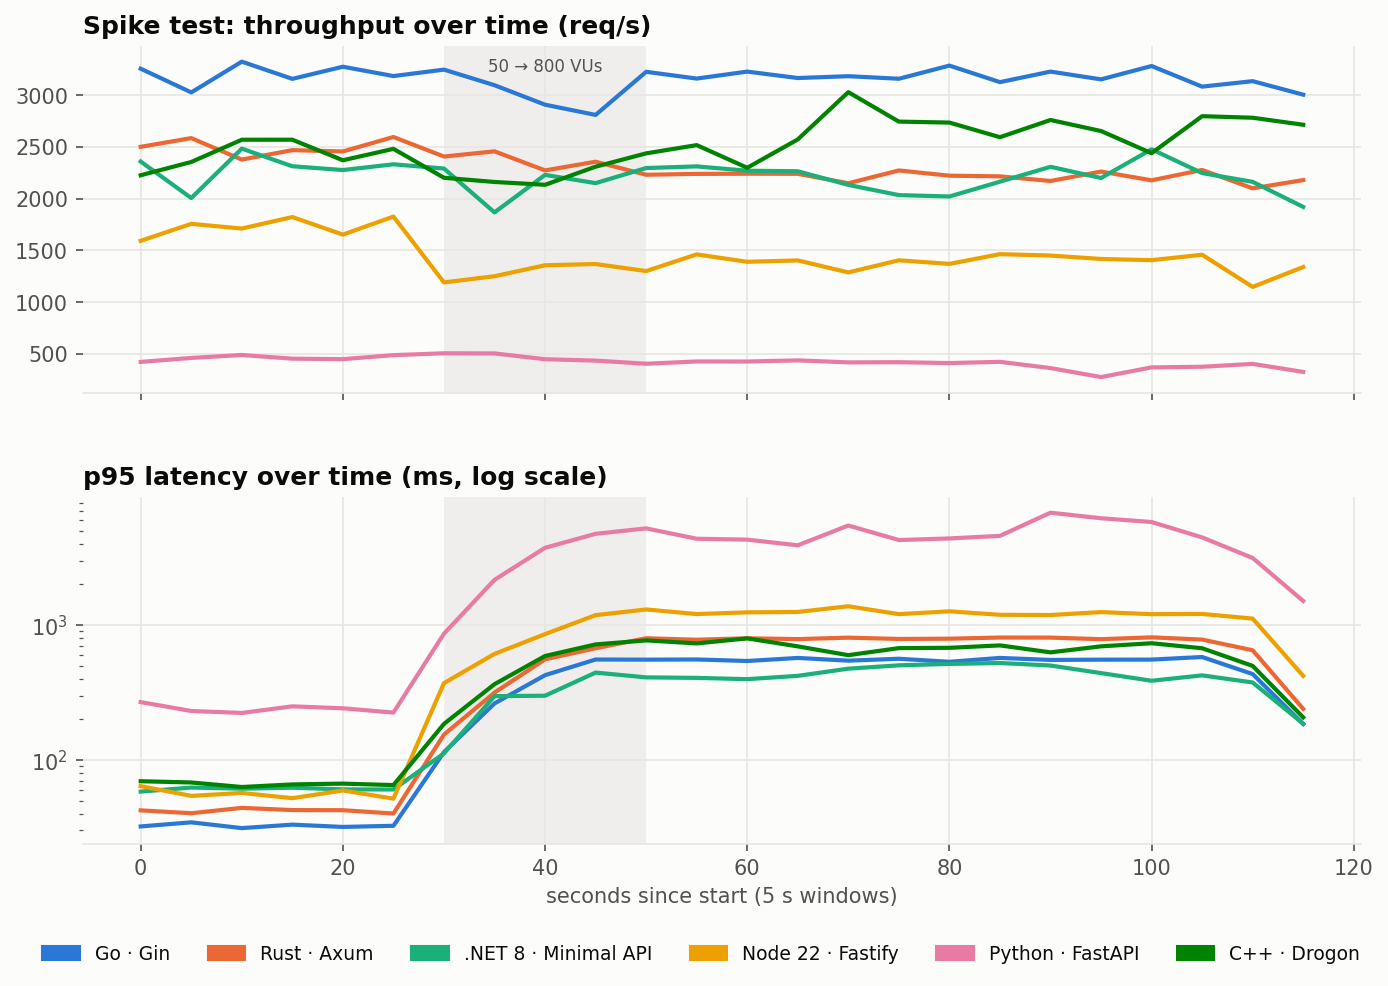 Spike test: throughput over time (req/s)
50 → 800 VUs
3000
2500
2000
1500
1000
500
p95 latency over time (ms, log scale)
10³
10²
0 20 40 60 80 100 120
seconds since start (5 s windows)
Go · Gin Rust · Axum .NET 8 · Minimal API Node 22 · Fastify Python · FastAPI C++ · Drogon